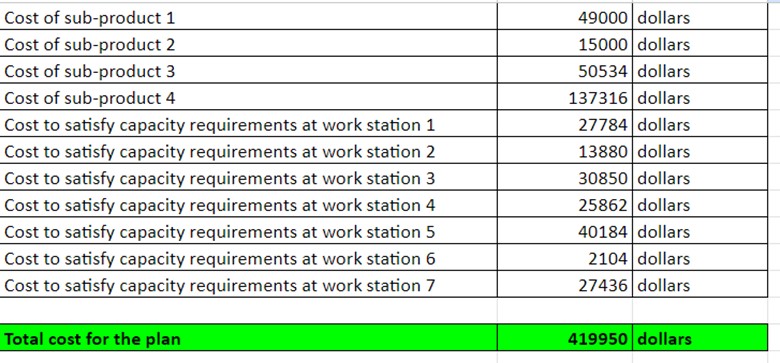 Cost of sub-product 1 49000 dollars
Cost of sub-product 2 15000 dollars
Cost of sub-product 3 50534 dollars
Cost of sub-product 4 137316 dollars
Cost to satisfy capacity requirements at work station 1 27784 dollars
Cost to satisfy capacity requirements at work station 2 13880 dollars
Cost to satisfy capacity requirements at work station 3 30850 dollars
Cost to satisfy capacity requirements at work station 4 25862 dollars
Cost to satisfy capacity requirements at work station 5 40184 dollars
Cost to satisfy capacity requirements at work station 6 2104 dollars
Cost to satisfy capacity requirements at work station 7 27436 dollars
Total cost for the plan 419950 dollars